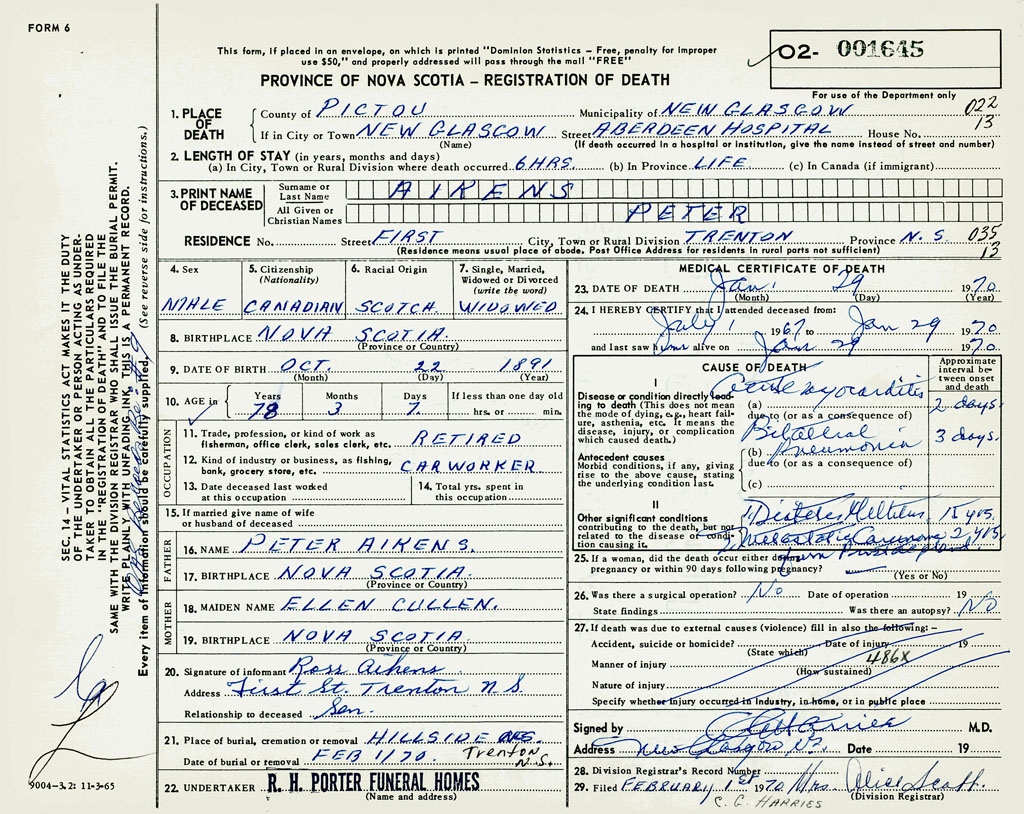 FORM 6
This form, if placed in an envelope, on which is printed "Dominion Statistics – Free, penalty for improper
use $50," and properly addressed will pass through the mail "FREE"
PROVINCE OF NOVA SCOTIA – REGISTRATION OF DEATH
02- 001645
For use of the Department only
022
13
1. PLACE OF DEATH
County of PICTOU Municipality of NEW GLASGOW
If in City or Town NEW GLASGOW Street ABERDEEN HOSPITAL House No.
(Name) (If death occurred in a hospital or institution, give the name instead of street and number)
2. LENGTH OF STAY (in years, months and days)
(a) In City, Town or Rural Division where death occurred 6 HRS. (b) In Province LIFE (c) In Canada (if immigrant)
3. PRINT NAME OF DECEASED
Surname or Last Name AIKENS
All Given or Christian Names PETER
RESIDENCE No. Street FIRST City, Town or Rural Division TRENTON Province N. S. 035
13
(Residence means usual place of abode. Post Office Address for residents in rural parts not sufficient)
4. Sex MALE
5. Citizenship (Nationality) CANADIAN
6. Racial Origin SCOTCH
7. Single, Married, Widowed or Divorced (write the word) WIDOWED
8. BIRTHPLACE NOVA SCOTIA
(Province or Country)
9. DATE OF BIRTH OCT. 22 1891
(Month) (Day) (Year)
10. AGE in Years 78 Months 3 Days 7 If less than one day old hrs. or min.
OCCUPATION
11. Trade, profession, or kind of work as
fisherman, office, sales clerk, etc. RETIRED
12. Kind of industry or business, as fishing,
bank, grocery store, etc. CARWORKER
13. Date deceased last worked
at this occupation
14. Total yrs. spent in
this occupation
15. If married give name of wife
or husband of deceased
FATHER
16. NAME PETER AIKENS.
17. BIRTHPLACE NOVA SCOTIA.
(Province or Country)
MOTHER
18. MAIDEN NAME ELLEN CULLEN.
19. BIRTHPLACE NOVA SCOTIA
(Province or Country)
20. Signature of informant Ross Aikens
Address First St. Trenton N S.
Relationship to deceased Son.
21. Place of burial, cremation or removal HILLSIDE
Trenton N.S.
Date of burial or removal FEB 1/70.
22. UNDERTAKER R. H. PORTER FUNERAL HOMES
(Name and address)
MEDICAL CERTIFICATE OF DEATH
23. DATE OF DEATH Jan. 29 1970
(Month) (Day) (Year)
24. I HEREBY CERTIFY that I attended deceased from:
July 1 1967 to Jan 29 1970
and last saw him alive on Jan 29 1970
CAUSE OF DEATH
Approximate interval between onset and death
I
Disease or condition directly leading to death (This does not mean the mode of dying, e.g., heart failure, asthenia, etc. It means the disease, injury, or complication which caused death.)
(a) Acute myocarditis 2 days.
due to (or as a consequence of)
Antecedent causes
Morbid conditions, if any, giving rise to the above cause, stating the underlying condition last.
(b) Bilateral Pneumonia 3 days.
due to (or as a consequence of)
(c)
II
Other significant conditions
contributing to the death, but not related to the disease or condition causing it.
1) Diabetes Mellitus 15 yrs.
2) Metastatic Carcinoma 2 yrs.
from Prostate gland
25. If a woman, did the death occur either during
pregnancy or within 90 days following pregnancy?
(Yes or No)
26. Was there a surgical operation? No Date of operation 19
State findings Was there an autopsy? No
27. If death was due to external causes (violence) fill in also the following: –
Accident, suicide or homicide? Date of injury 19
(State which)
486X
Manner of injury
(How sustained)
Nature of injury
Specify whether injury occurred in industry, in home, or in public place
Signed by M.D.
Address New Glasgow N.S. Date 19
28. Division Registrar's Record Number
29. Filed FEBRUARY 1st 1970 Mrs. Alice Scott.
(Division Registrar)
C. G. HARRIES
SEC. 14 – VITAL STATISTICS ACT MAKES IT THE DUTY
OF THE UNDERTAKER OR PERSON ACTING AS UNDER-
TAKER TO OBTAIN ALL THE PARTICULARS REQUIRED
IN THE "REGISTRATION OF DEATH" AND TO FILE THE
SAME WITH THE DIVISION REGISTRAR WHO SHALL ISSUE THE BURIAL PERMIT.
WRITE PLAINLY WITH UNFADING INK, THIS IS A PERMANENT RECORD.
Every item of information should be carefully supplied. (See reverse side for instructions.)
9004-3.2: 11-3-65